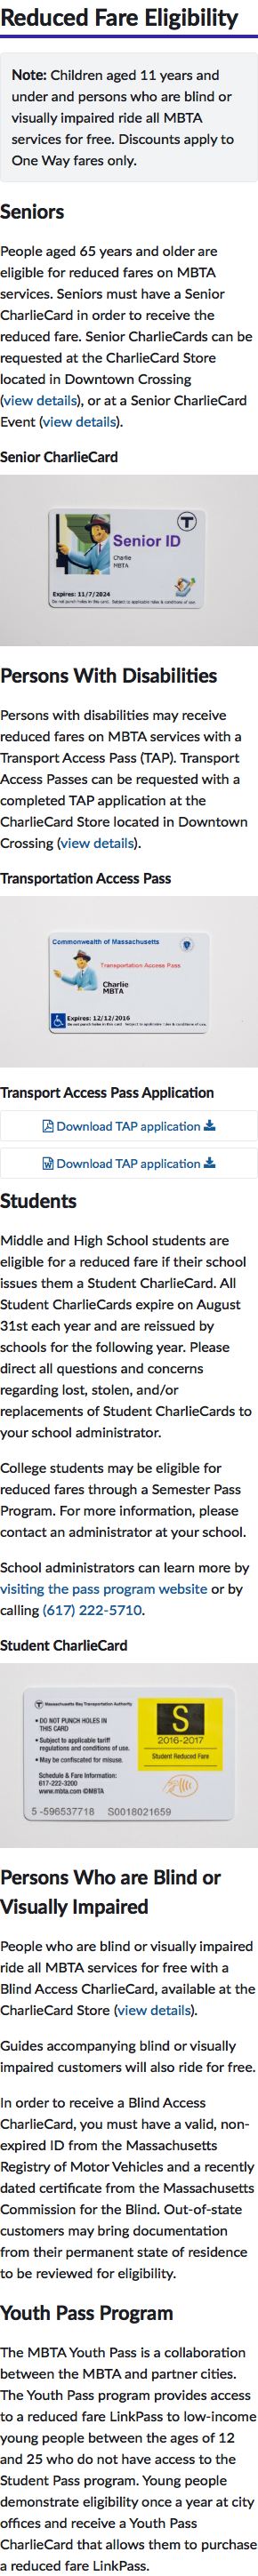 Reduced Fare Eligibility
Note: Children aged 11 years and
under and persons who are blind or
visually impaired ride all MBTA
services for free. Discounts apply to
One Way fares only.
Seniors
People aged 65 years and older are
eligible for reduced fares on MBTA
services. Seniors must have a Senior
CharlieCard in order to receive the
reduced fare. Senior CharlieCards can be
requested at the CharlieCard Store
located in Downtown Crossing
(view details), or at a Senior CharlieCard
Event (view details).
Senior CharlieCard
T
Senior ID
Charlie
MBTA
Expires: 11/7/2024
Do not punch holes in this card. Subject to applicable rules & conditions of use.
Persons With Disabilities
Persons with disabilities may receive
reduced fares on MBTA services with a
Transport Access Pass (TAP). Transport
Access Passes can be requested with a
completed TAP application at the
CharlieCard Store located in Downtown
Crossing (view details).
Transportation Access Pass
Commonwealth of Massachusetts
Transportation Access Pass
Charlie
MBTA
Expires: 12/12/2016
Do not punch holes in this card. Subject to applicable rules & conditions of use.
Transport Access Pass Application
Download TAP application
Download TAP application
Students
Middle and High School students are
eligible for a reduced fare if their school
issues them a Student CharlieCard. All
Student CharlieCards expire on August
31st each year and are reissued by
schools for the following year. Please
direct all questions and concerns
regarding lost, stolen, and/or
replacements of Student CharlieCards to
your school administrator.
College students may be eligible for
reduced fares through a Semester Pass
Program. For more information, please
contact an administrator at your school.
School administrators can learn more by
visiting the pass program website or by
calling (617) 222-5710.
Student CharlieCard
T Massachusetts Bay Transportation Authority
• DO NOT PUNCH HOLES IN
THIS CARD
• Subject to applicable tariff
regulations and conditions of use.
• May be confiscated for misuse.
Schedule & Fare Information:
617-222-3200
www.mbta.com ©MBTA
S
2016-2017
Student Reduced Fare
5 -596537718 S0018021659
Persons Who are Blind or
Visually Impaired
People who are blind or visually impaired
ride all MBTA services for free with a
Blind Access CharlieCard, available at the
CharlieCard Store (view details).
Guides accompanying blind or visually
impaired customers will also ride for free.
In order to receive a Blind Access
CharlieCard, you must have a valid, non-
expired ID from the Massachusetts
Registry of Motor Vehicles and a recently
dated certificate from the Massachusetts
Commission for the Blind. Out-of-state
customers may bring documentation
from their permanent state of residence
to be reviewed for eligibility.
Youth Pass Program
The MBTA Youth Pass is a collaboration
between the MBTA and partner cities.
The Youth Pass program provides access
to a reduced fare LinkPass to low-income
young people between the ages of 12
and 25 who do not have access to the
Student Pass program. Young people
demonstrate eligibility once a year at city
offices and receive a Youth Pass
CharlieCard that allows them to purchase
a reduced fare LinkPass.